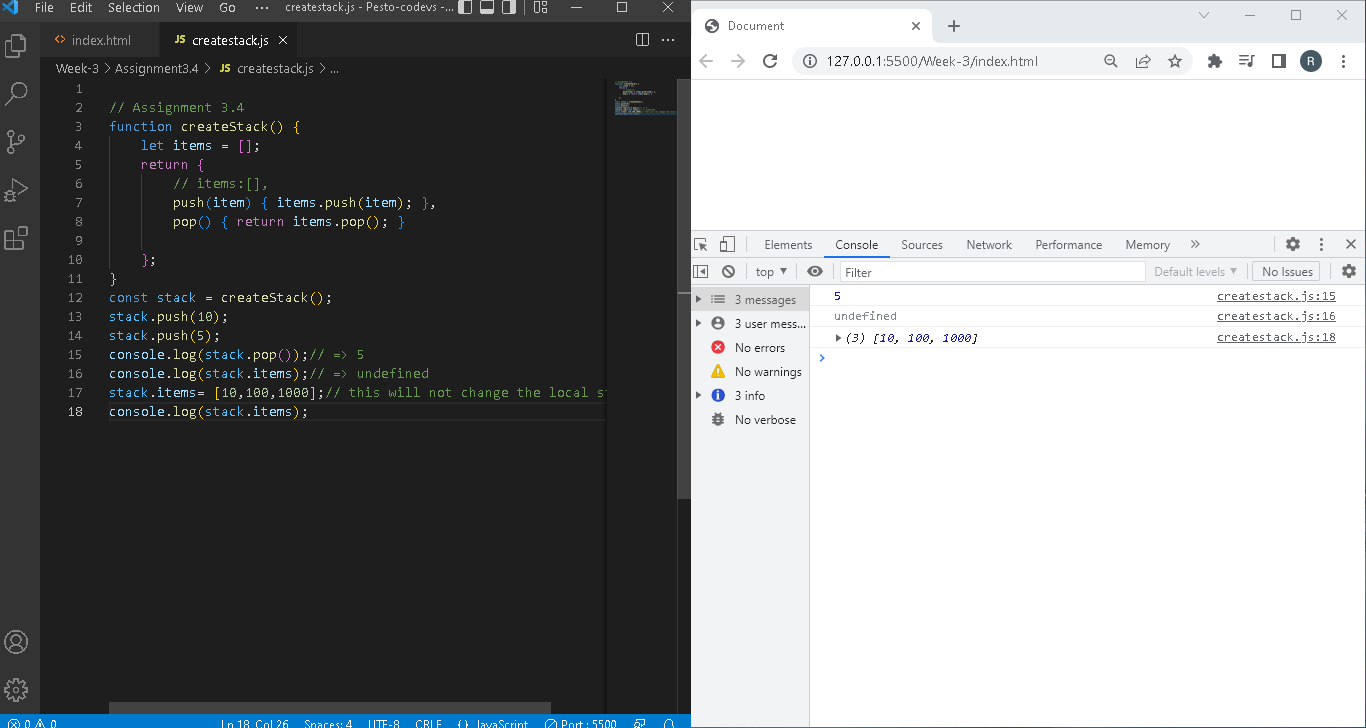 File Edit Selection View Go ··· createstack.js - Pesto-codevs -...
index.html
JS createstack.js
Week-3 > Assignment3.4 > JS createstack.js > ...
1
2 // Assignment 3.4
3 function createStack() {
4 let items = [];
5 return {
6 // items:[],
7 push(item) { items.push(item); },
8 pop() { return items.pop(); }
9
10 };
11 }
12 const stack = createStack();
13 stack.push(10);
14 stack.push(5);
15 console.log(stack.pop());// => 5
16 console.log(stack.items);// => undefined
17 stack.items= [10,100,1000];// this will not change the local s
18 console.log(stack.items);
0 0 Ln 18, Col 26 Spaces: 4 UTF-8 CRLF {} JavaScript Port : 5500
Document
127.0.0.1:5500/Week-3/index.html
R
Elements Console Sources Network Performance Memory »
top ▼ Filter Default levels ▼ No Issues
3 messages
3 user mess...
No errors
No warnings
3 info
No verbose
5 createstack.js:15
undefined createstack.js:16
(3) [10, 100, 1000] createstack.js:18